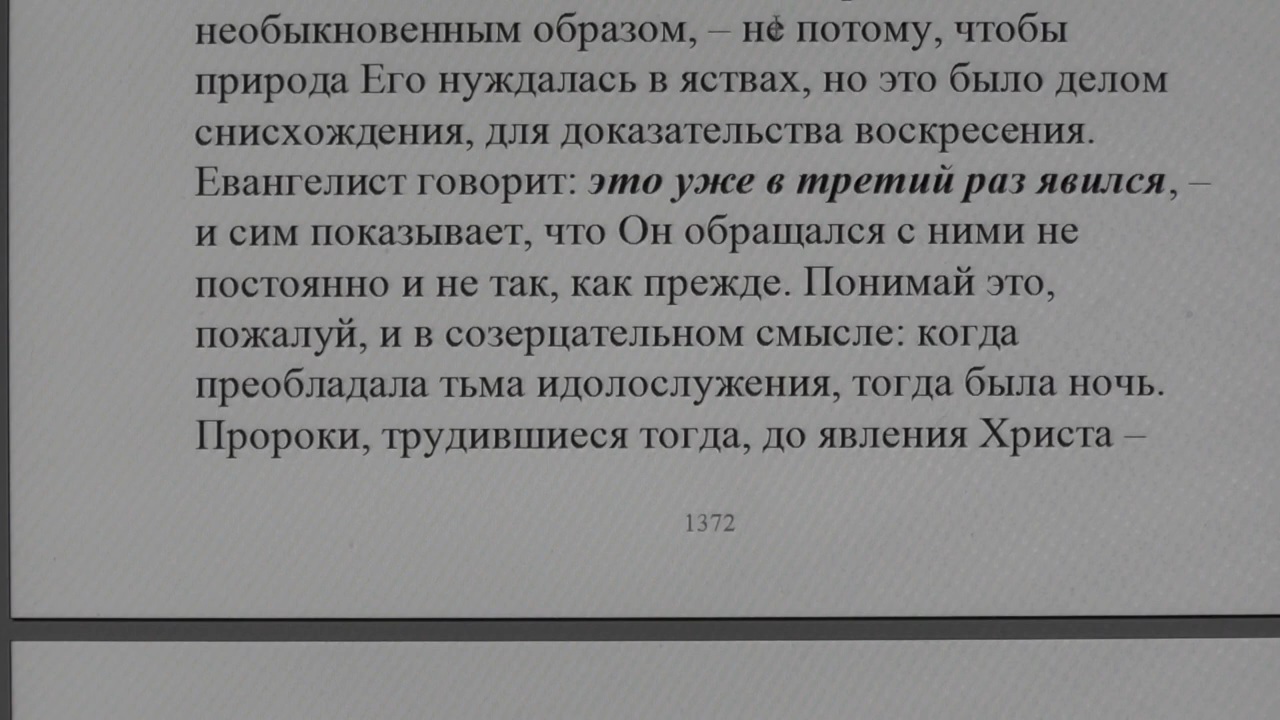 необыкновенным образом, – не потому, чтобы
природа Его нуждалась в яствах, но это было делом
снисхождения, для доказательства воскресения.
Евангелист говорит: это уже в третий раз явился, –
и сим показывает, что Он обращался с ними не
постоянно и не так, как прежде. Понимай это,
пожалуй, и в созерцательном смысле: когда
преобладала тьма идолослужения, тогда была ночь.
Пророки, трудившиеся тогда, до явления Христа –
1372